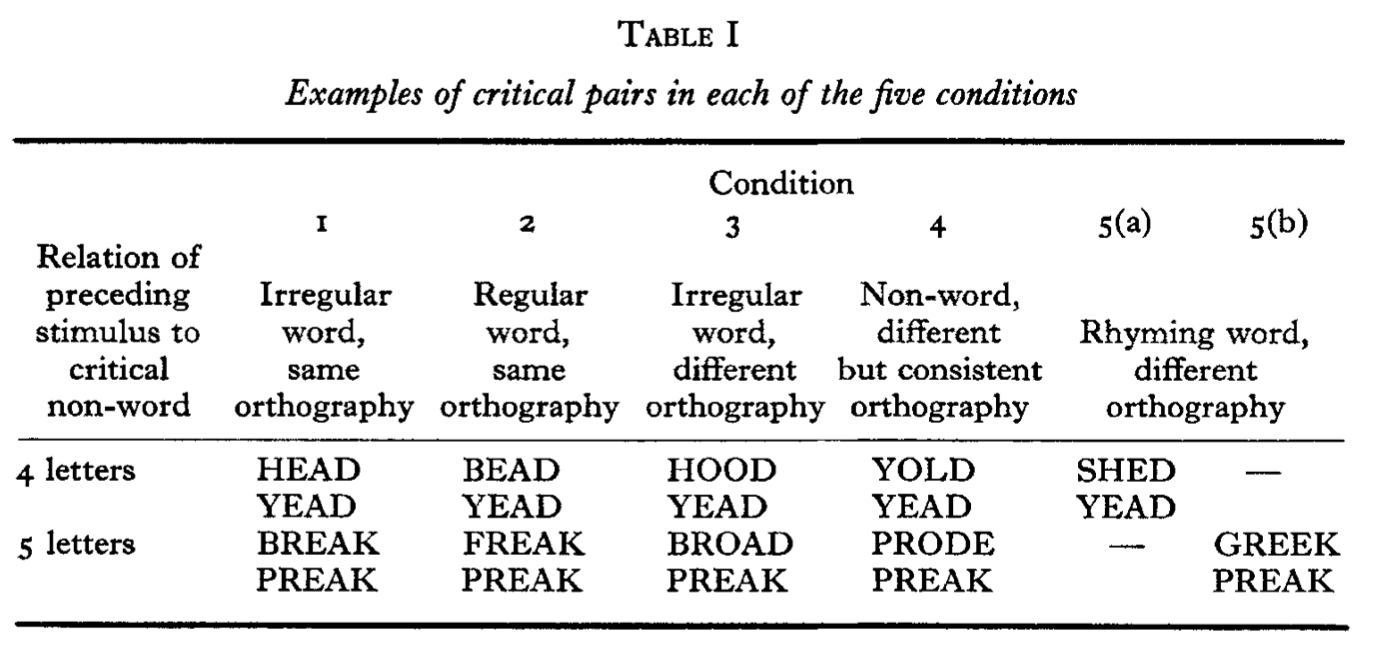 TABLE I
Examples of critical pairs in each of the five conditions
Condition
1 2 3 4 5(a) 5(b)
Relation of
preceding Irregular Regular Irregular Non-word,
stimulus to word, word, word, different Rhyming word,
critical same same different but consistent different
non-word orthography orthography orthography orthography orthography
4 letters HEAD BEAD HOOD YOLD SHED —
YEAD YEAD YEAD YEAD YEAD
5 letters BREAK FREAK BROAD PRODE — GREEK
PREAK PREAK PREAK PREAK PREAK